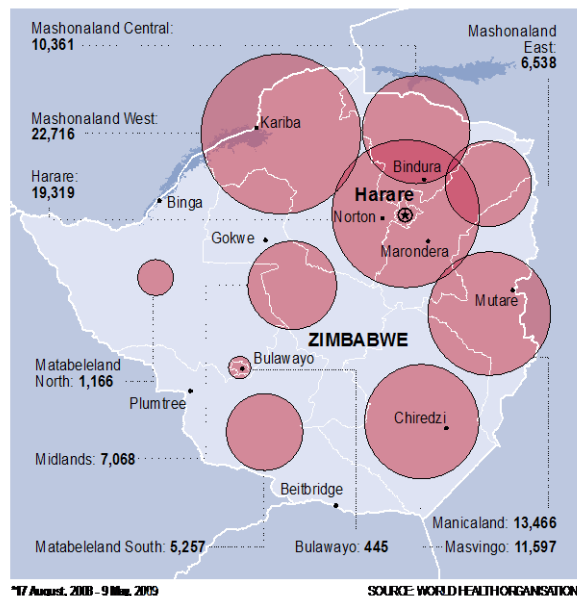 Mashonaland Central:
10,361
Mashonaland
East:
6,538
Mashonaland West:
22,716
Kariba
Harare:
19,319
Bindura
Harare
Binga
Norton
Gokwe
Marondera
Mutare
ZIMBABWE
Matabeleland
North: 1,166
Bulawayo
Plumtree
Chiredzi
Midlands: 7,068
Beitbridge
Manicaland: 13,466
Matabeleland South: 5,257
Bulawayo: 445
Masvingo: 11,597
*17 August, 2008 - 9 May, 2009
SOURCE: WORLD HEALTH ORGANISATION